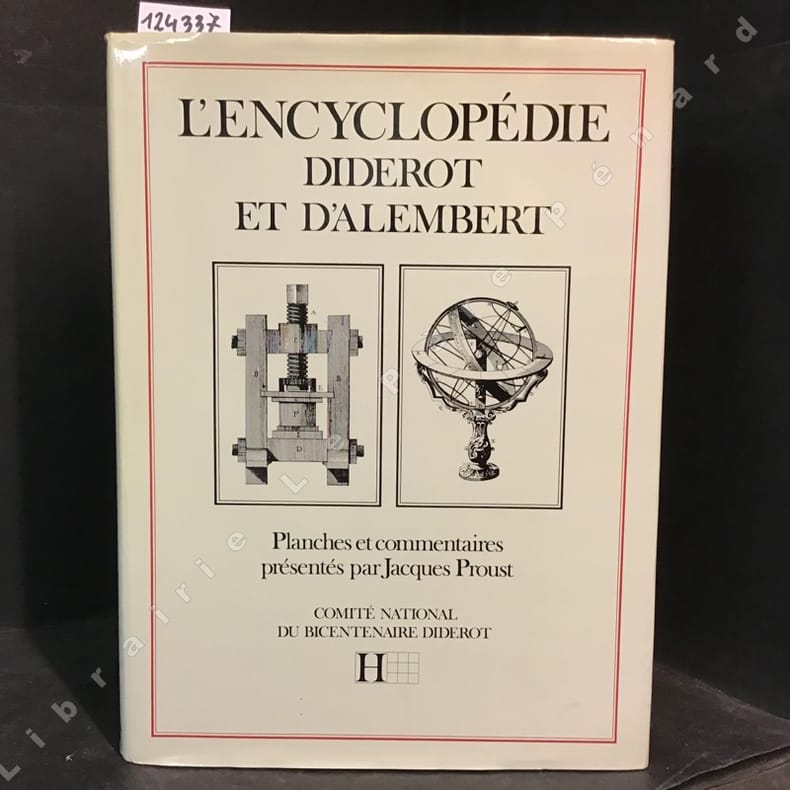 124337
L'ENCYCLOPÉDIE
DIDEROT
ET D'ALEMBERT
Planches et commentaires
présentés par Jacques Proust
COMITÉ NATIONAL
DU BICENTENAIRE DIDEROT
H
Librairie Le Père Pénard